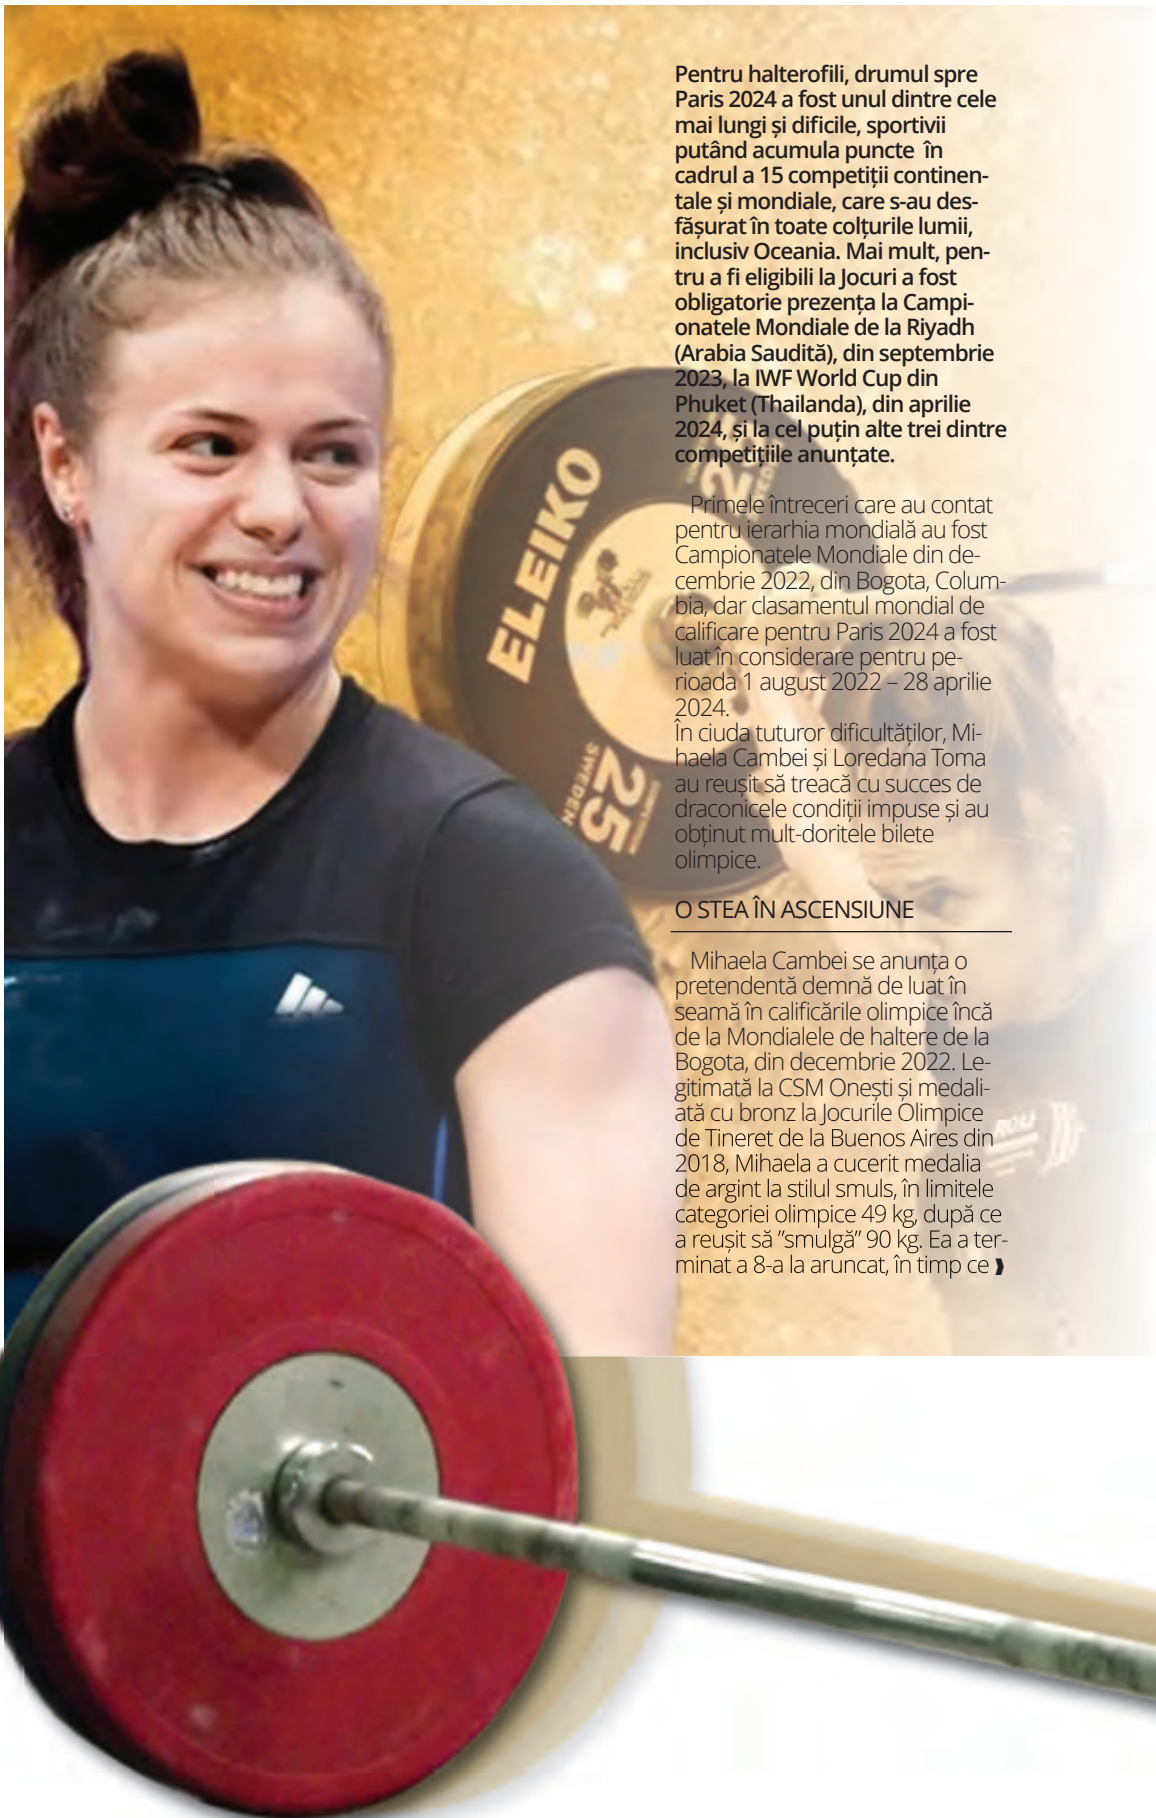 Pentru halterofili, drumul spre
Paris 2024 a fost unul dintre cele
mai lungi și dificile, sportivii
putând acumula puncte în
cadrul a 15 competiții continen-
tale și mondiale, care s-au des-
fășurat în toate colțurile lumii,
inclusiv Oceania. Mai mult, pen-
tru a fi eligibili la Jocuri a fost
obligatorie prezența la Campi-
onatele Mondiale de la Riyadh
(Arabia Saudită), din septembrie
2023, la IWF World Cup din
Phuket (Thailanda), din aprilie
2024, și la cel puțin alte trei dintre
competițiile anunțate.
Primele întreceri care au contat
pentru ierarhia mondială au fost
Campionatele Mondiale din de-
cembrie 2022, din Bogota, Colum-
bia, dar clasamentul mondial de
calificare pentru Paris 2024 a fost
luat în considerare pentru pe-
rioada 1 august 2022 – 28 aprilie
2024.
În ciuda tuturor dificultăților, Mi-
haela Cambei și Loredana Toma
au reușit să treacă cu succes de
draconicele condiții impuse și au
obținut mult-doritele bilete
olimpice.
O STEA ÎN ASCENSIUNE
Mihaela Cambei se anunța o
pretendentă demnă de luat în
seamă în calificările olimpice încă
de la Mondialele de haltere de la
Bogota, din decembrie 2022. Le-
gitimată la CSM Onești și medali-
ată cu bronz la Jocurile Olimpice
de Tineret de la Buenos Aires din
2018, Mihaela a cucerit medalia
de argint la stilul smuls, în limitele
categoriei olimpice 49 kg, după ce
a reușit să ”smulgă” 90 kg. Ea a ter-
minat a 8-a la aruncat, în timp ce
ELEIKO
25
SWEDEN
25